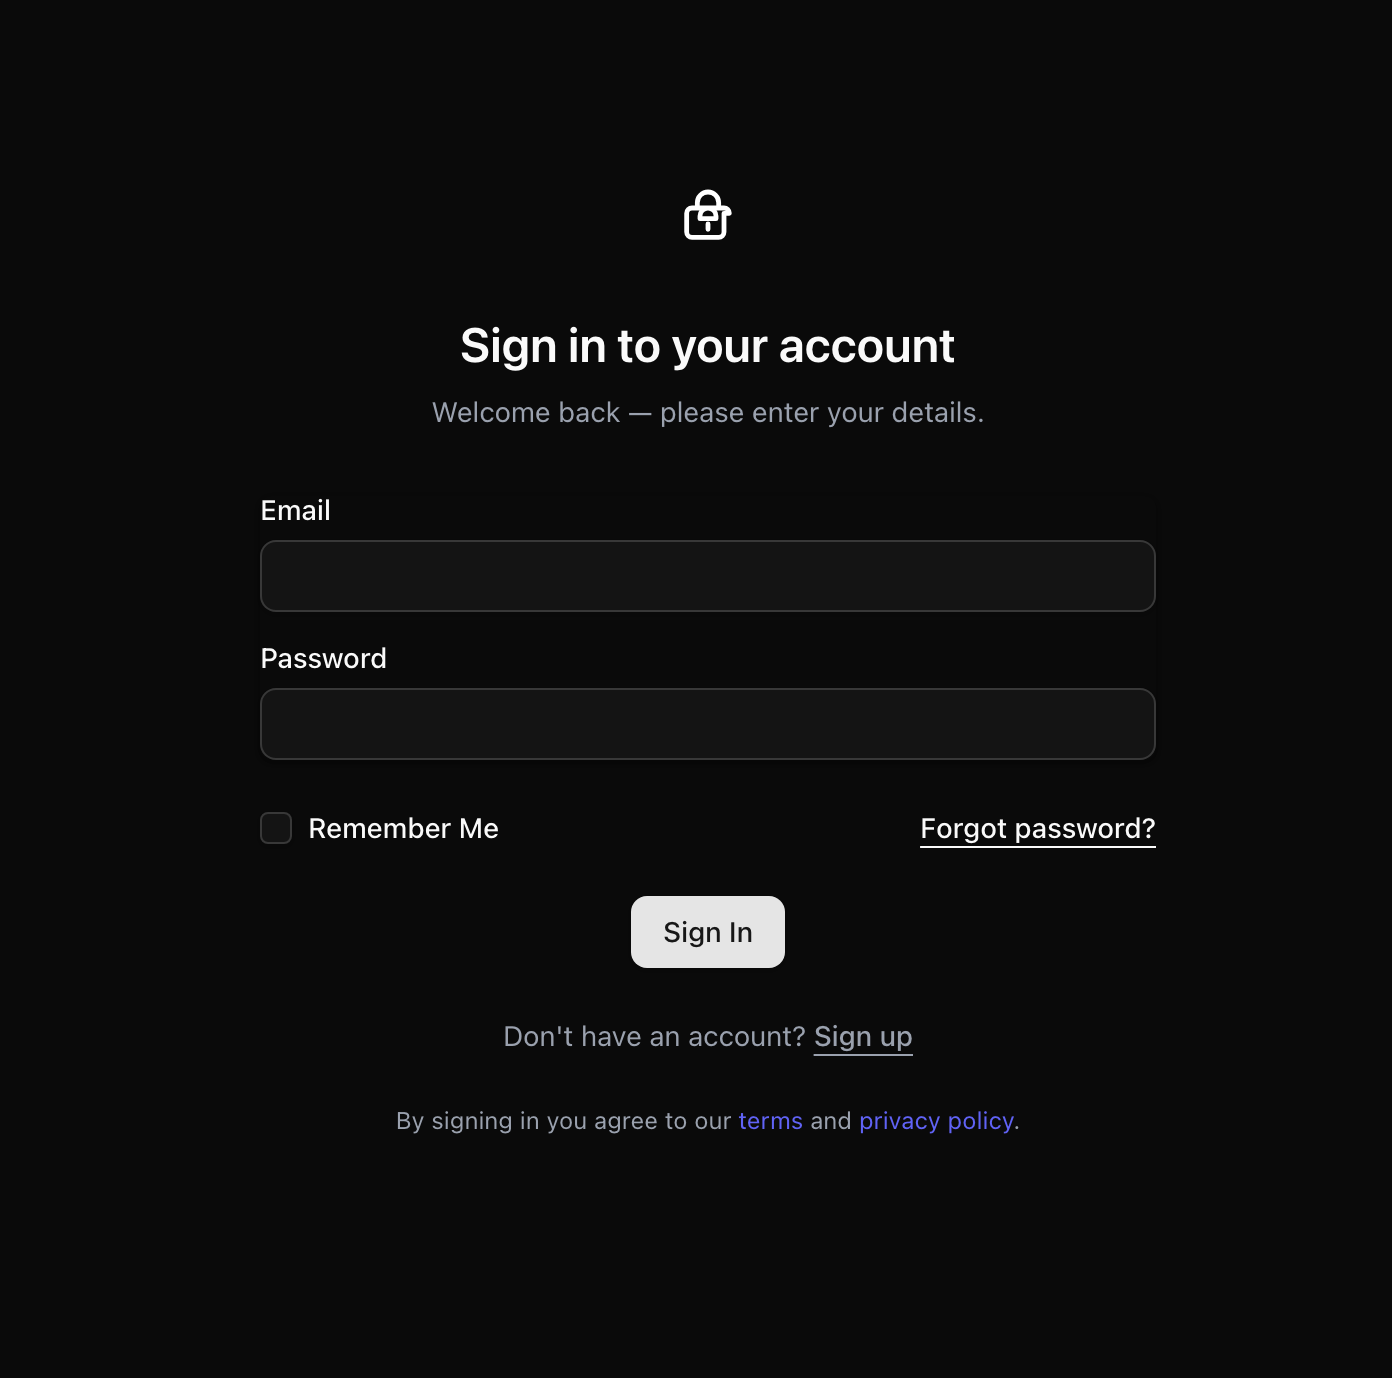 Sign in to your account
Welcome back — please enter your details.
Email
Password
Remember Me
Forgot password?
Sign In
Don't have an account? Sign up
By signing in you agree to our terms and privacy policy.